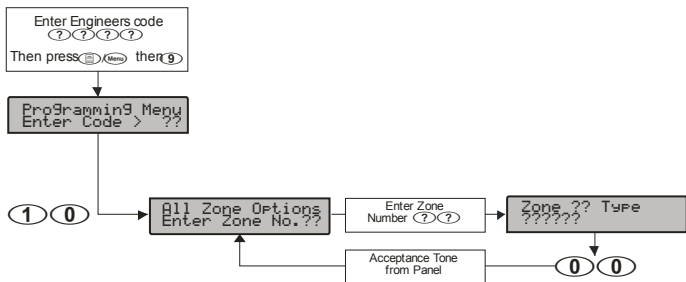 Enter Engineers code
? ? ? ?
Then press /Menu then 9
Programming Menu
Enter Code > ??
1 0
All Zone Options
Enter Zone No.??
Enter Zone
Number ? ?
Zone ?? Type
??????
Acceptance Tone
from Panel
0 0